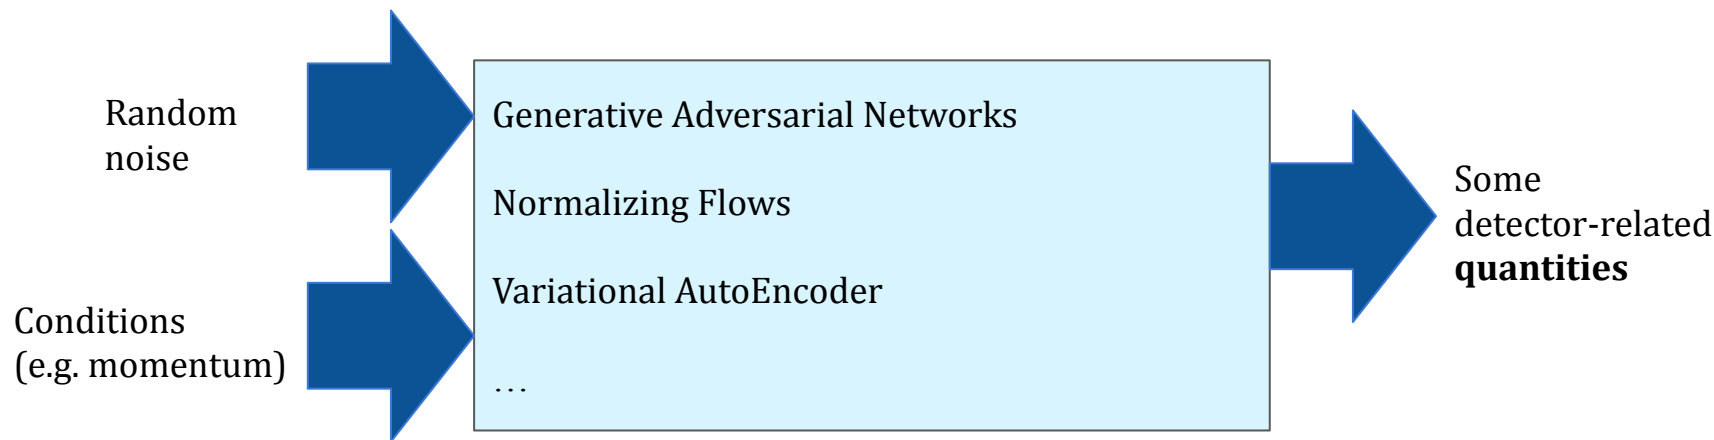 Random
noise
Conditions
(e.g. momentum)
Generative Adversarial Networks
Normalizing Flows
Variational AutoEncoder
…
Some
detector-related
quantities